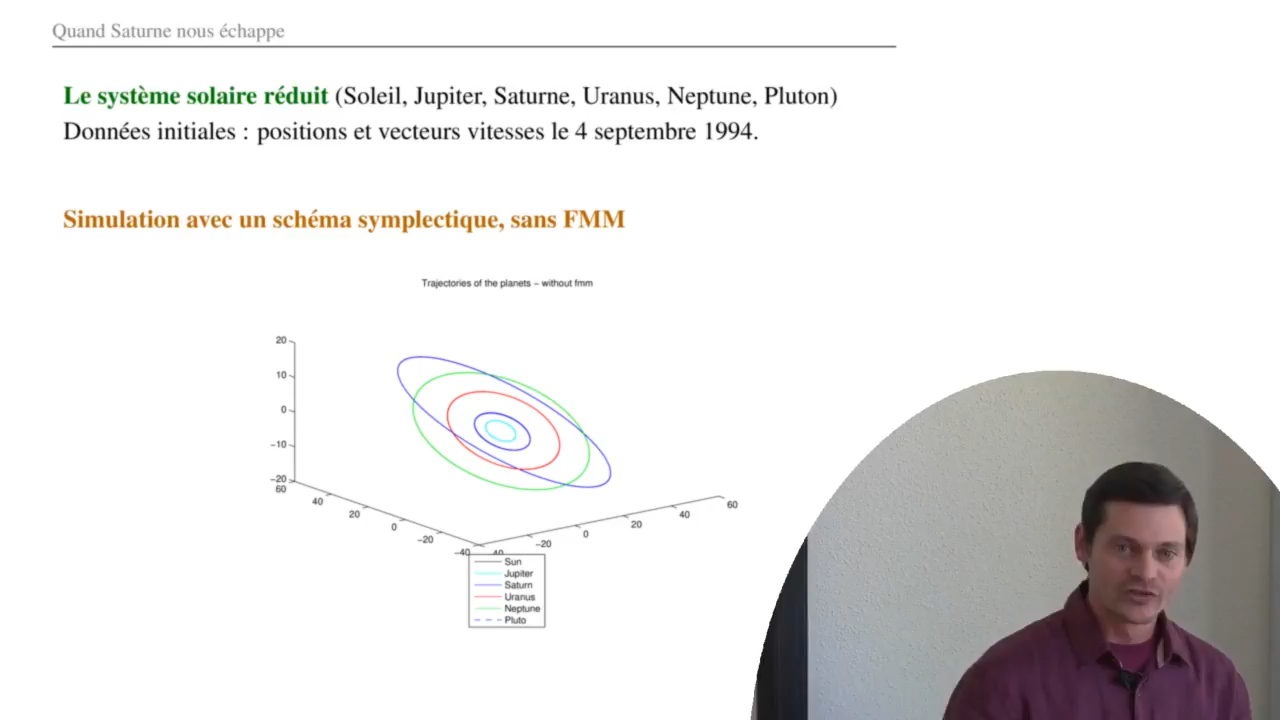 Quand Saturne nous échappe
Le système solaire réduit (Soleil, Jupiter, Saturne, Uranus, Neptune, Pluton)
Données initiales : positions et vecteurs vitesses le 4 septembre 1994.
Simulation avec un schéma symplectique, sans FMM
Trajectories of the planets – without fmm
20
10
0
−10
−20
60
40
20
0
−20
−40
−20
0
20
40
60
Sun
Jupiter
Saturn
Uranus
Neptune
Pluto